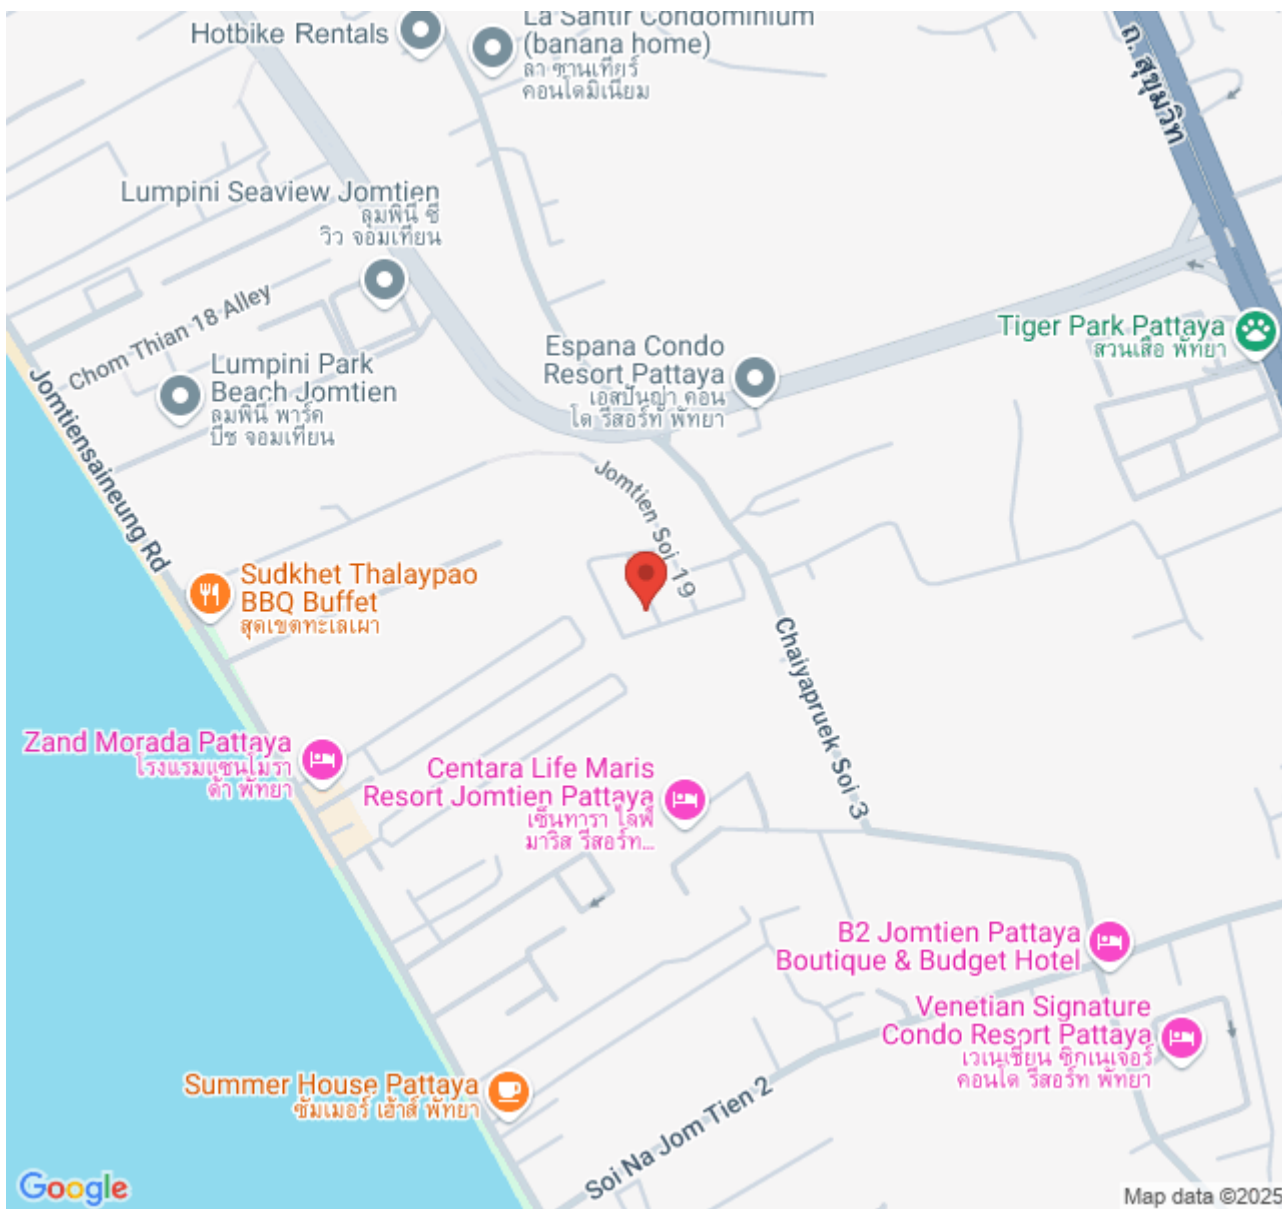 La Santir Condominium
(banana home)
ลา ซานเทียร์
คอนโดมิเนียม
Hotbike Rentals
ถ. สุขุมวิท
Lumpini Seaview Jomtien
ลุมพินี ซี
วิว จอมเทียน
Chom Thian 18 Alley
Tiger Park Pattaya
สวนเสือ พัทยา
Espana Condo
Resort Pattaya
เอสปันญ่า คอน
โด รีสอร์ท พัทยา
Lumpini Park
Beach Jomtien
ลุมพินี พาร์ค
บีช จอมเทียน
Jomtiensaineung Rd
Jomtien Soi 19
Sudkhet Thalaypao
BBQ Buffet
สุดเขตทะเลเผา
Chaiyapruek Soi 3
Zand Morada Pattaya
โรงแรมแซนโมรา
ด้า พัทยา
Centara Life Maris
Resort Jomtien Pattaya
เซ็นทารา ไลฟ์
มาริส รีสอร์ท...
B2 Jomtien Pattaya
Boutique & Budget Hotel
Venetian Signature
Condo Resort Pattaya
เวเนเชี่ยน ซิกเนเจอร์
คอนโด รีสอร์ท พัทยา
Summer House Pattaya
ซัมเมอร์ เฮ้าส์ พัทยา
Soi Na Jom Tien 2
Google
Map data ©2025